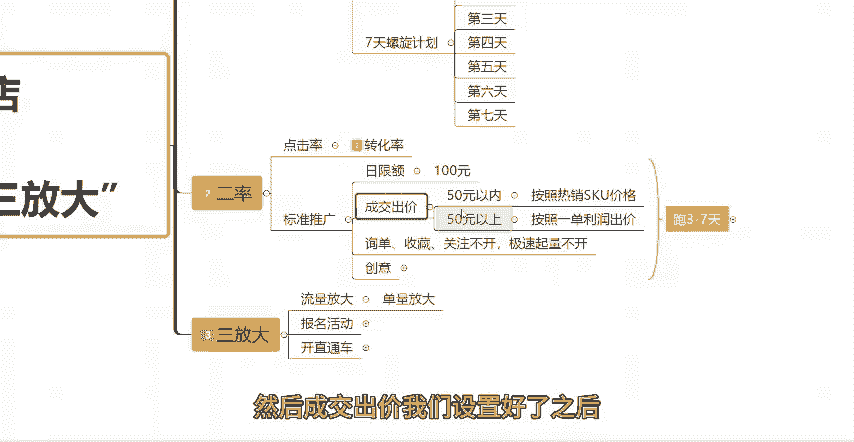 第三天
7天螺旋计划
第四天
第五天
第六天
第七天
店
三放大”
2 二率
点击率
2 转化率
标准推广
日限额
100元
成交出价
50元以内
按照热销SKU价格
50元以上
按照一单利润出价
询单、收藏、关注不开，极速起量不开
创意
跑3-7天
三放大
流量放大
单量放大
报名活动
开直通车
然后成交出价我们设置好了之后